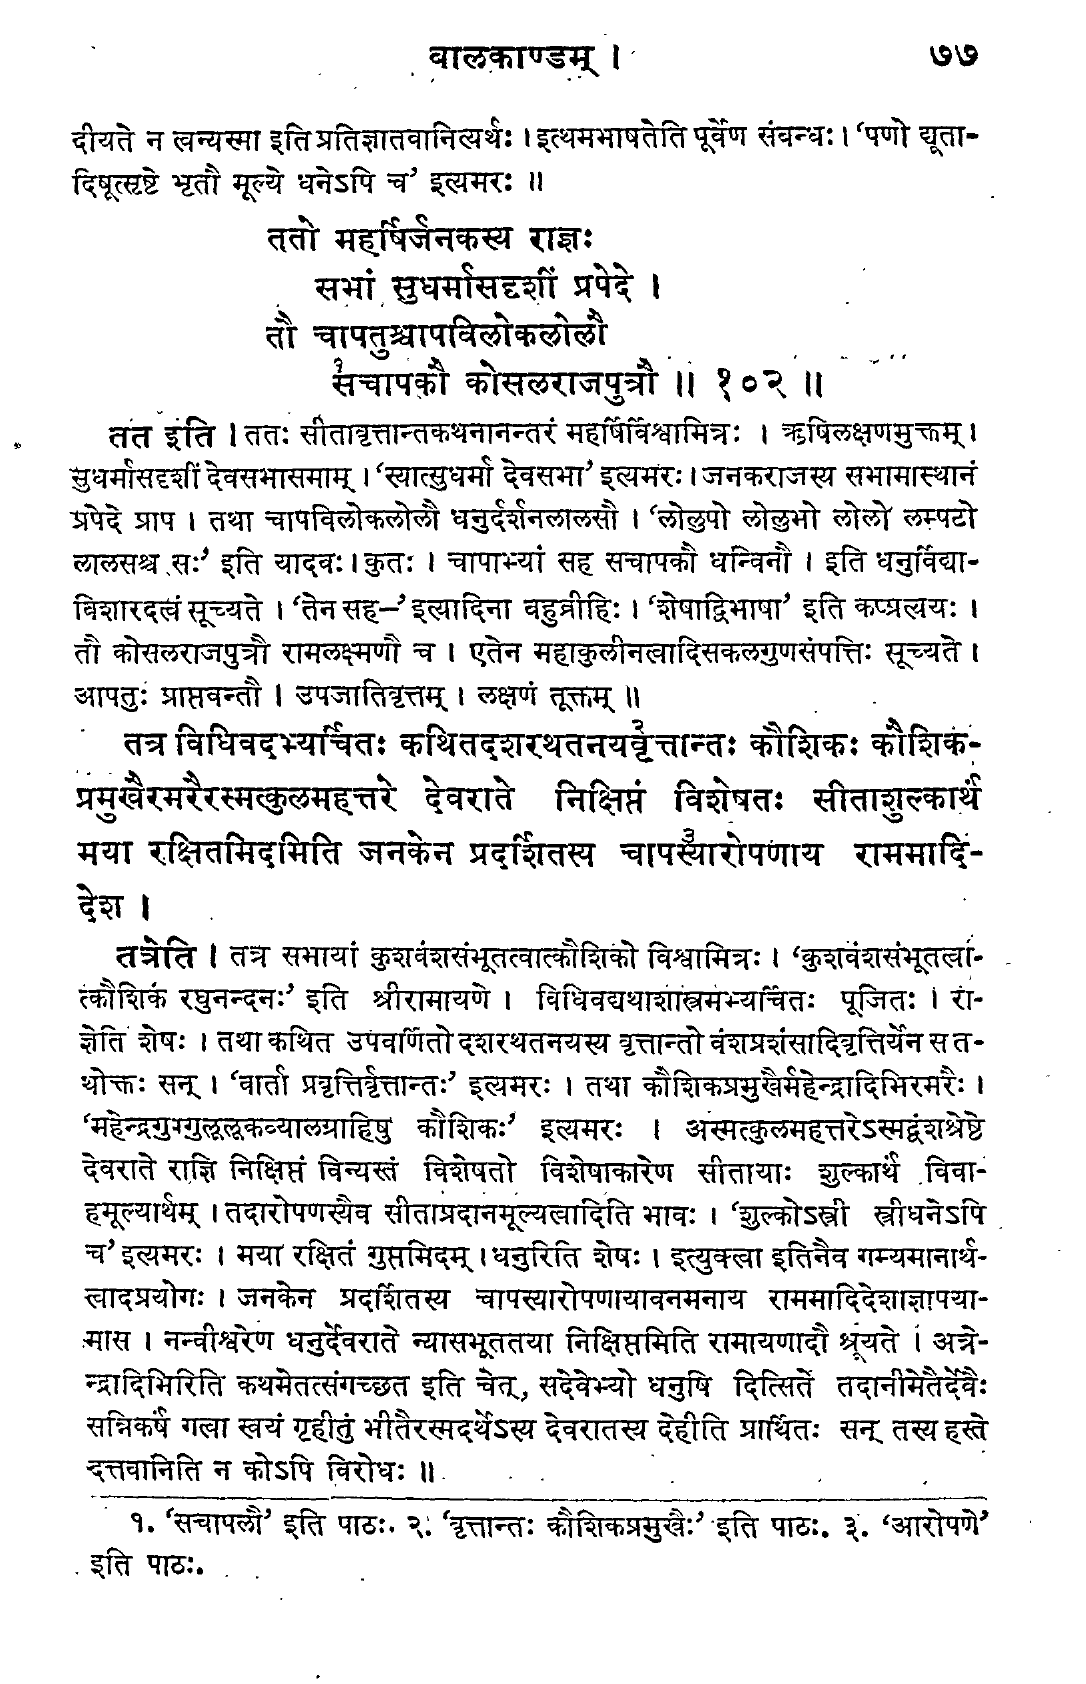 बालकाण्डम् ।
७७
दीयते न त्वन्यस्मा इति प्रतिज्ञातवानित्यर्थः । इत्थमभाषतेति पूर्वेण संबन्धः । ‘पणो द्यूता-
दिषूत्सृष्टे भृतौ मूल्ये धनेऽपि च’ इत्यमरः ॥
ततो महर्षिर्जनकस्य राज्ञः
सभां सुधर्मासदृशीं प्रपेदे ।
तौ चापतुश्चापविलोकलोलौ
सचापकौ१ कोसलराजपुत्रौ ॥ १०२ ॥
तत इति । ततः सीतावृत्तान्तकथनानन्तरं महर्षिर्विश्वामित्रः । ऋषिलक्षणमुक्तम् ।
सुधर्मासदृशीं देवसभासमाम् । ‘स्यात्सुधर्मा देवसभा’ इत्यमरः । जनकराजस्य सभामास्थानं
प्रपेदे प्राप । तथा चापविलोकलोलौ धनुर्दर्शनलालसौ । ‘लोलुपो लोलुभो लोलो लम्पटो
लालसश्च सः’ इति यादवः । कुतः । चापाभ्यां सह सचापकौ धन्विनौ । इति धनुर्विद्या-
विशारदत्वं सूच्यते । ‘तेन सह—’ इत्यादिना बहुव्रीहिः । ‘शेषाद्विभाषा’ इति कप्प्रत्ययः ।
तौ कोसलराजपुत्रौ रामलक्ष्मणौ च । एतेन महाकुलीनत्वादिसकलगुणसंपत्तिः सूच्यते ।
आपतुः प्राप्तवन्तौ । उपजातिवृत्तम् । लक्षणं तूक्तम् ॥
तत्र विधिवदभ्यर्चितः कथितदशरथतनयवृत्तान्तः२ कौशिकः कौशिक-
प्रमुखैरमरैरस्मत्कुलमहत्तरे देवराते निक्षिप्तं विशेषतः सीताशुल्कार्थं
मया रक्षितमिदमिति जनकेन प्रदर्शितस्य चापस्यारोपणाय३ राममादि-
देश ।
तत्रेति । तत्र सभायां कुशवंशसंभूतत्वात्कौशिको विश्वामित्रः । ‘कुशवंशसंभूतत्वा-
त्कौशिकं रघुनन्दनः’ इति श्रीरामायणे । विधिवद्यथाशास्त्रमभ्यर्चितः पूजितः । रा-
ज्ञेति शेषः । तथा कथित उपवर्णितो दशरथतनयस्य वृत्तान्तो वंशप्रशंसादिवृत्तिर्येन स त-
थोक्तः सन् । ‘वार्ता प्रवृत्तिर्वृत्तान्तः’ इत्यमरः । तथा कौशिकप्रमुखैर्महेन्द्रादिभिरमरैः ।
‘महेन्द्रगुग्गुलूलूकव्यालग्राहिषु कौशिकः’ इत्यमरः । अस्मत्कुलमहत्तरेऽस्मद्वंशश्रेष्टे
देवराते राज्ञि निक्षिप्तं विन्यस्तं विशेषतो विशेषाकारेण सीतायाः शुल्कार्थं विवा-
हमूल्यार्थम् । तदारोपणस्यैव सीताप्रदानमूल्यत्वादिति भावः । ‘शुल्कोऽस्त्री स्त्रीधनेऽपि
च’ इत्यमरः । मया रक्षितं गुप्तमिदम् । धनुरिति शेषः । इत्युक्त्वा इतिनैव गम्यमानार्थ-
त्वादप्रयोगः । जनकेन प्रदर्शितस्य चापस्यारोपणायावनमनाय राममादिदेशाज्ञापया-
मास । नन्वीश्वरेण धनुर्देवराते न्यासभूततया निक्षिप्तमिति रामायणादौ श्रूयते । अत्रे-
न्द्रादिभिरिति कथमेतत्संगच्छत इति चेत्, सदेवेभ्यो धनुषि दित्सिते तदानीमेतैर्देवैः
सन्निकर्षं गत्वा स्वयं गृहीतुं भीतैरस्मदर्थेऽस्य देवरातस्य देहीति प्रार्थितः सन् तस्य हस्ते
दत्तवानिति न कोऽपि विरोधः ॥
१. ‘सचापलौ’ इति पाठः. २. ‘वृत्तान्तः कौशिकप्रमुखैः’ इति पाठः. ३. ‘आरोपणे’
इति पाठः.